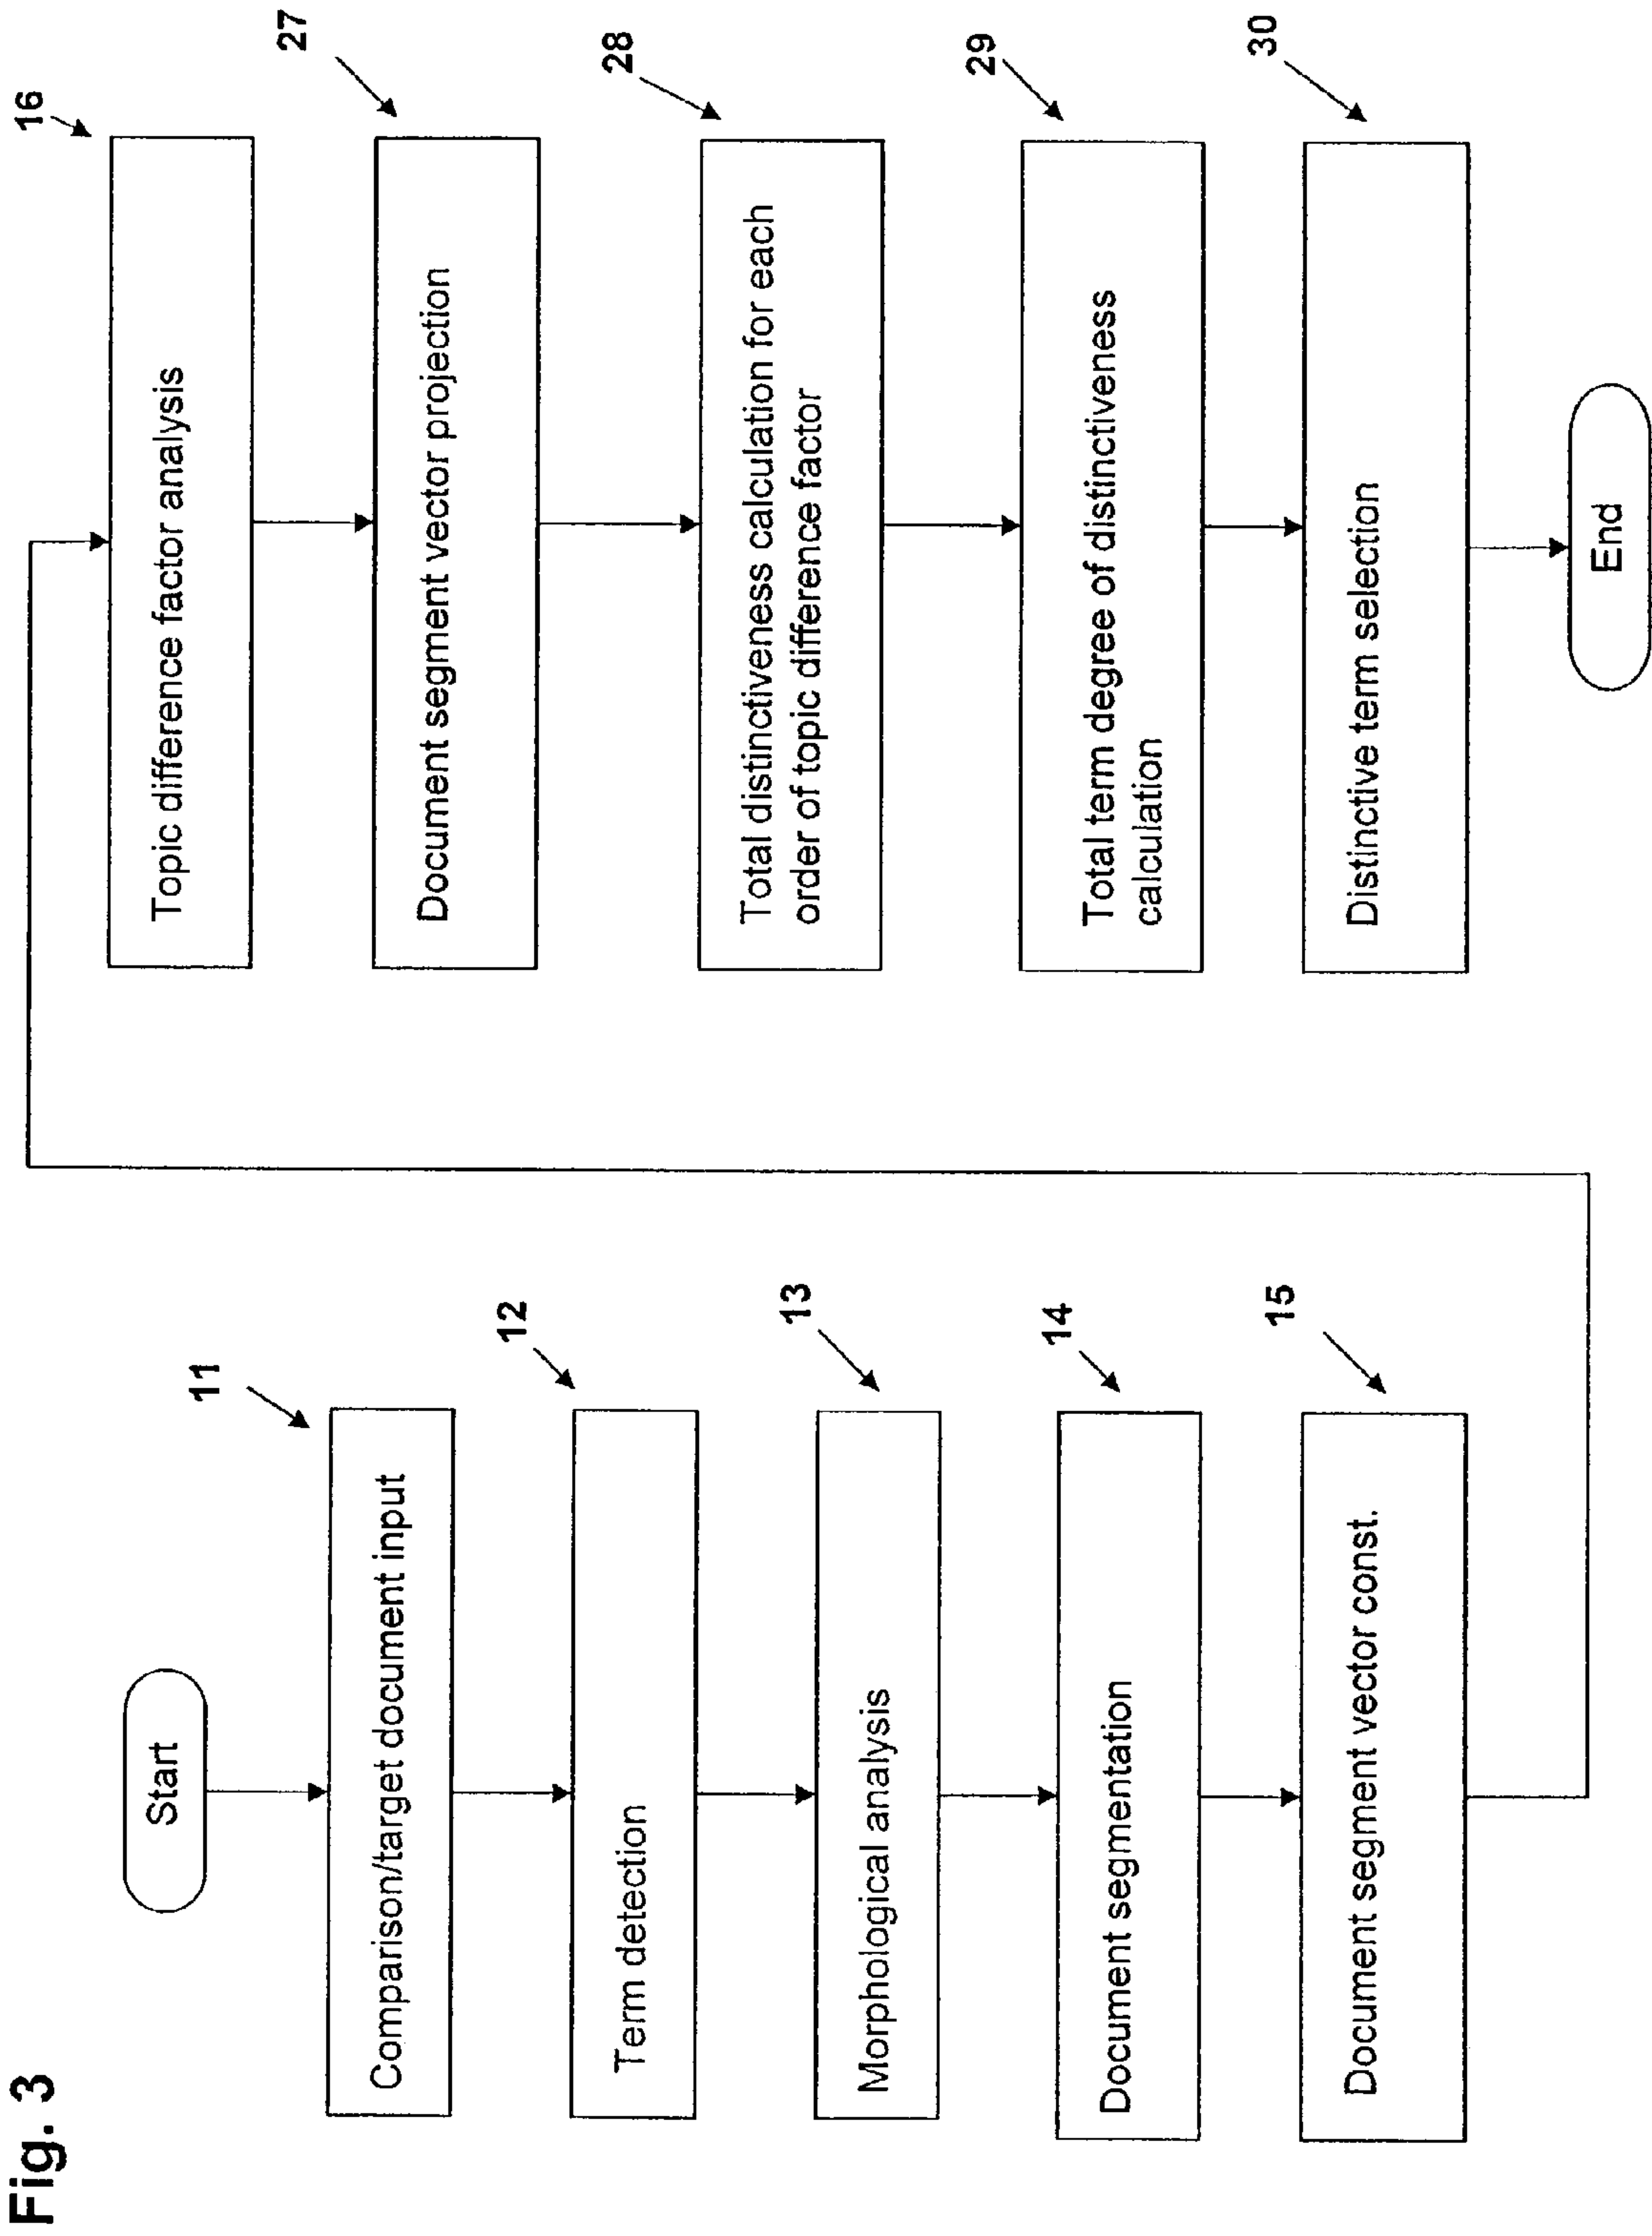 Fig. 3
Start
11
Comparison/target document input
12
Term detection
13
Morphological analysis
14
Document segmentation
15
Document segment vector const.
16
Topic difference factor analysis
27
Document segment vector projection
28
Total distinctiveness calculation for each
order of topic difference factor
29
Total term degree of distinctiveness
calculation
30
Distinctive term selection
End